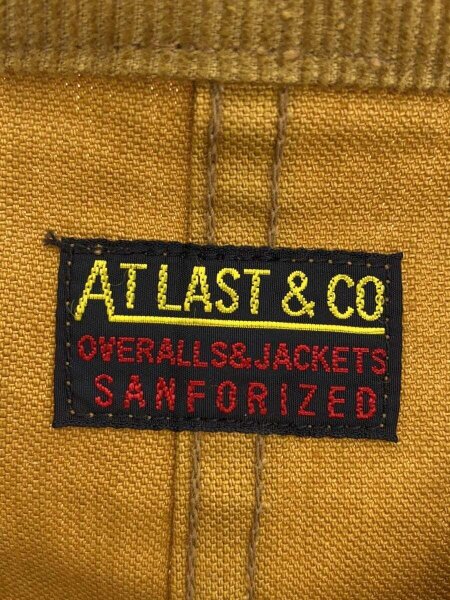 AT LAST & CO
OVERALLS&JACKETS
SANFORIZED